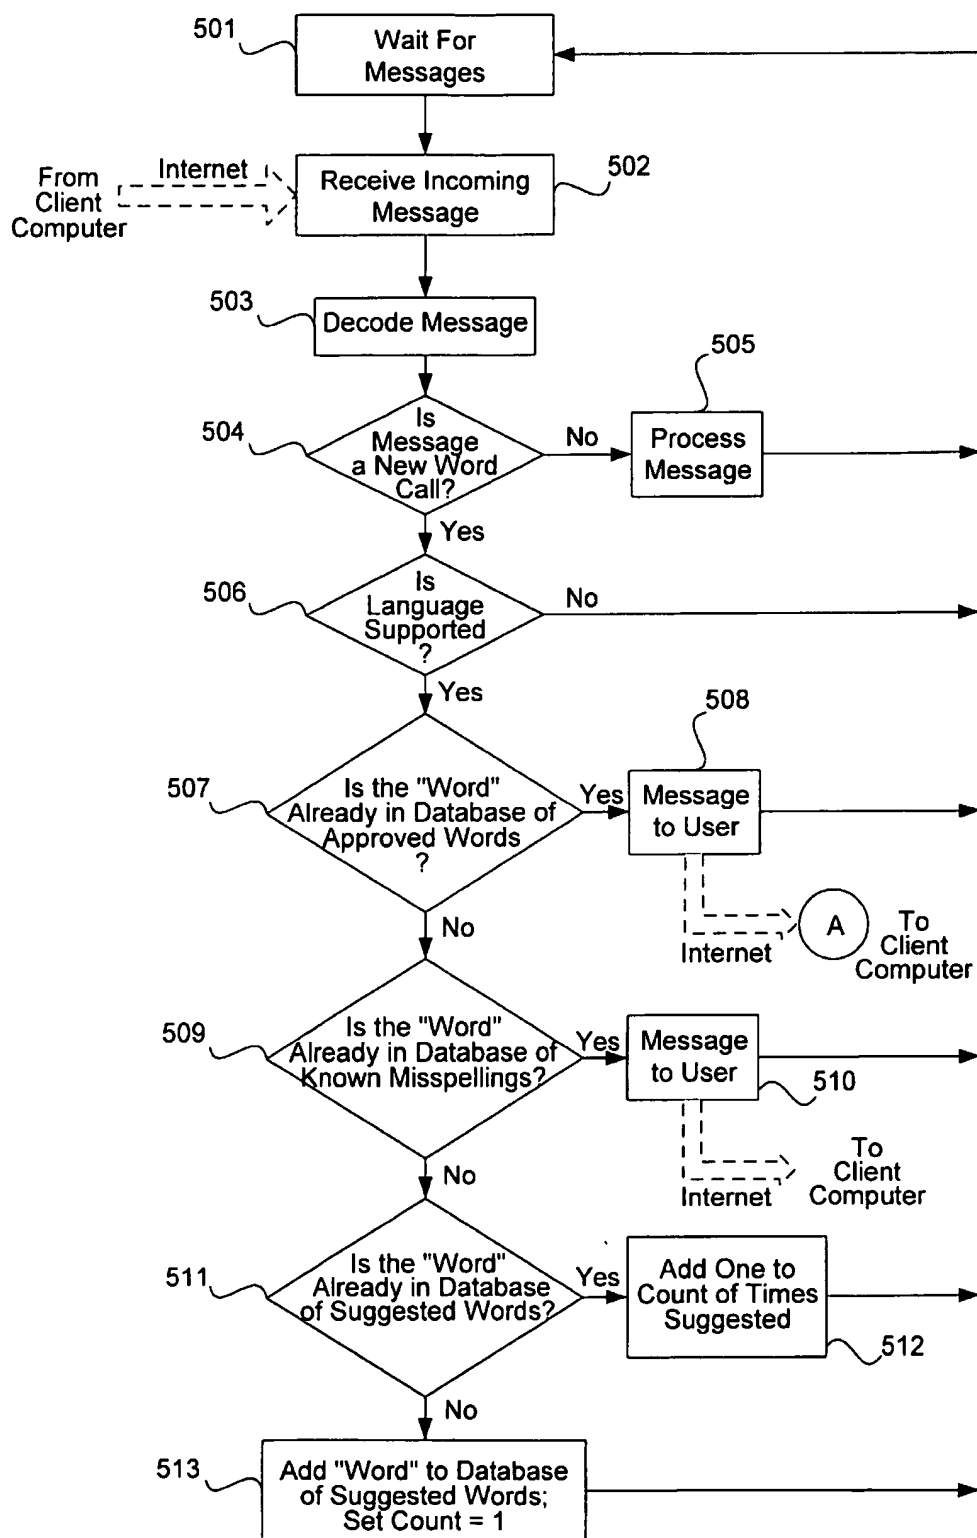 501
Wait For
Messages
From
Client
Computer
Internet
Receive Incoming
Message
502
503
Decode Message
504
Is
Message
a New Word
Call?
No
505
Process
Message
Yes
506
Is
Language
Supported
?
No
Yes
507
Is the "Word"
Already in Database of
Approved Words
?
Yes
508
Message
to User
Internet
A
To
Client
Computer
No
509
Is the "Word"
Already in Database of
Known Misspellings?
Yes
Message
to User
510
Internet
To
Client
Computer
No
511
Is the "Word"
Already in Database
of Suggested Words?
Yes
Add One to
Count of Times
Suggested
512
No
513
Add "Word" to Database
of Suggested Words;
Set Count = 1